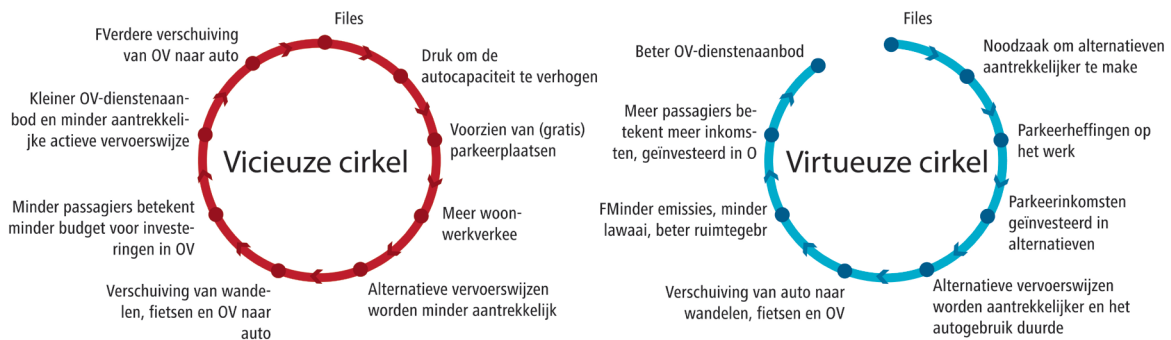 Files
Druk om de
autocapaciteit te verhogen
Voorzien van (gratis)
parkeerplaatsen
Meer woon-
werkverkee
Alternatieve vervoerswijzen
worden minder aantrekkelijk
Verschuiving van wande-
len, fietsen en OV naar
auto
Minder passagiers betekent
minder budget voor investe-
ringen in OV
Kleiner OV-dienstenaan-
bod en minder aantrekkeli-
jke actieve vervoerswijze
FVerdere verschuiving
van OV naar auto
Vicieuze cirkel
Files
Noodzaak om alternatieven
aantrekkelijker te make
Parkeerheffingen op
het werk
Parkeerinkomsten
geïnvesteerd in
alternatieven
Alternatieve vervoerswijzen
worden aantrekkelijker en het
autogebruik duurde
Verschuiving van auto naar
wandelen, fietsen en OV
FMinder emissies, minder
lawaai, beter ruimtegebr
Meer passagiers be-
tekent meer inkoms-
ten, geïnvesteerd in O
Beter OV-dienstenaanbod
Virtueuze cirkel